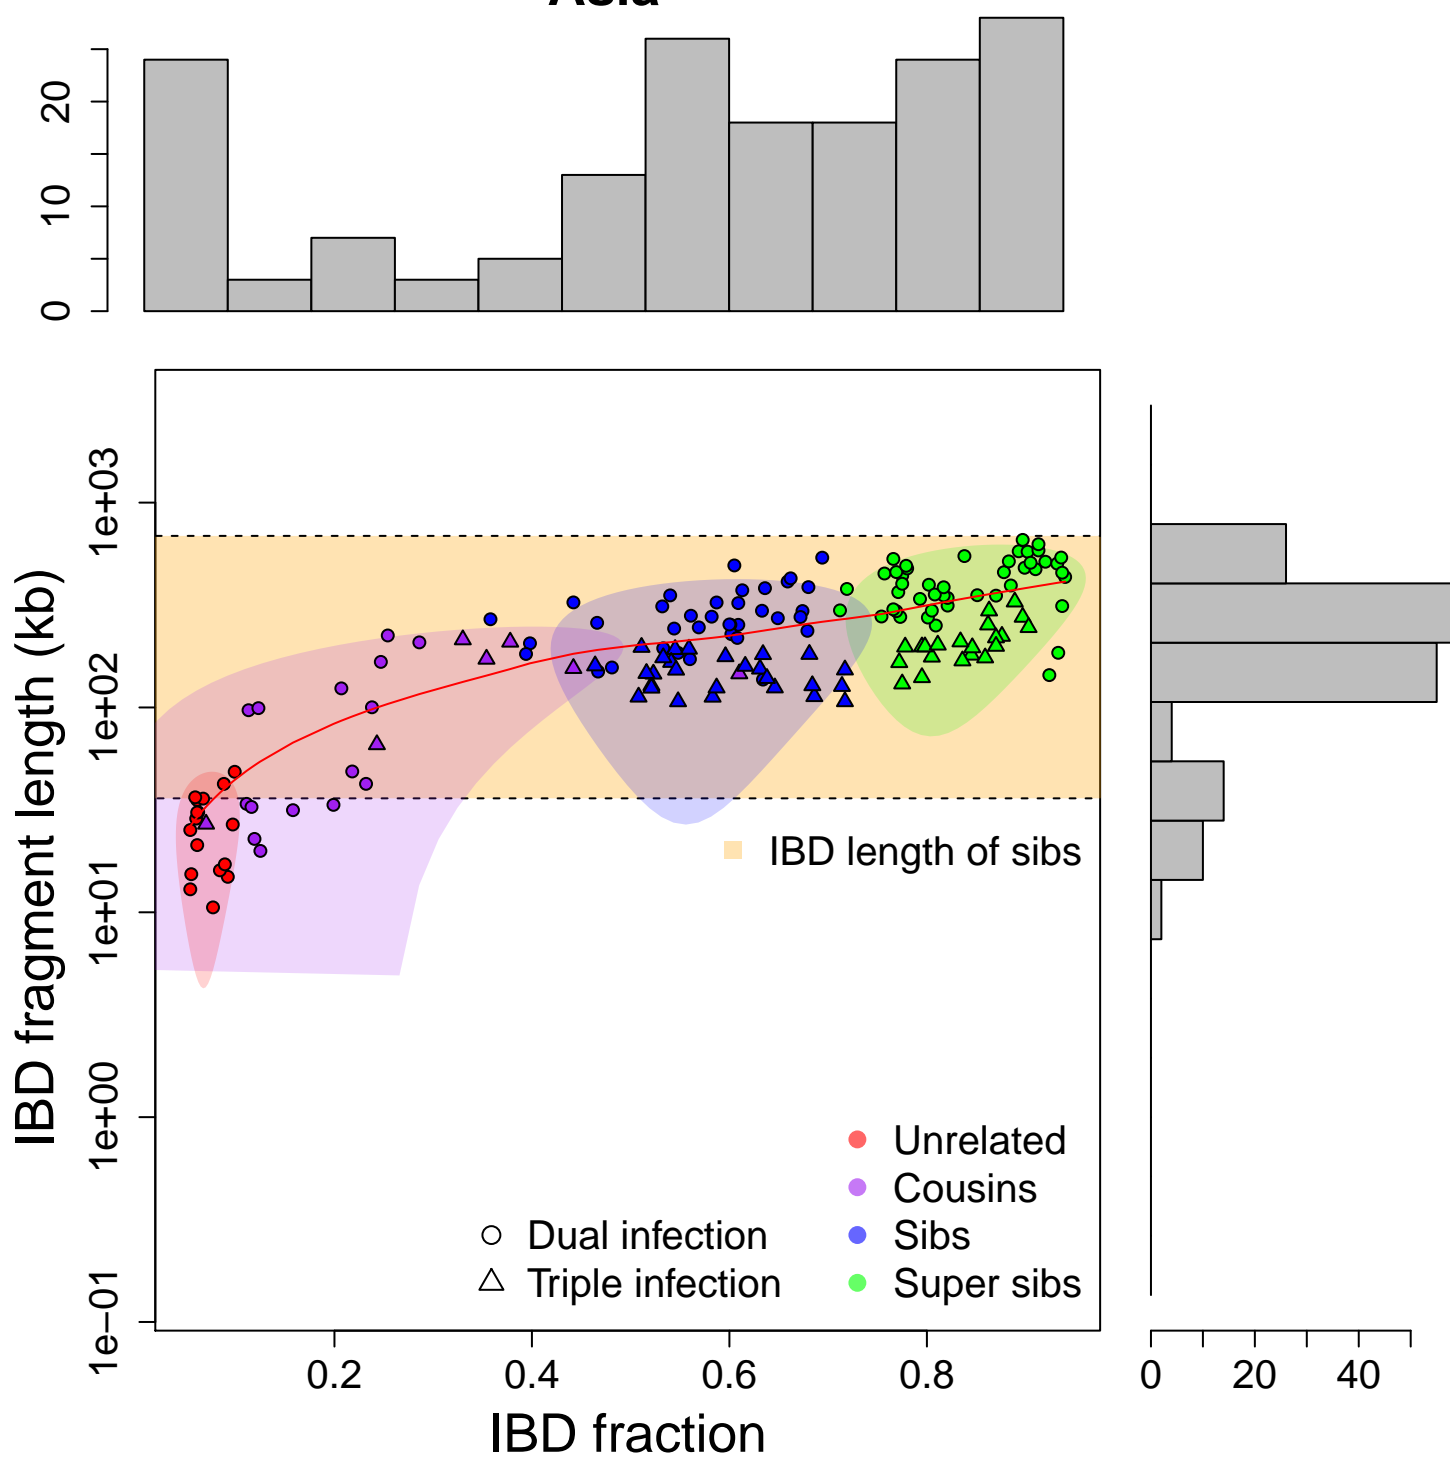 Asia
0 10 20
IBD fragment length (kb)
1e+03
1e+02
1e+01
1e+00
1e−01
IBD length of sibs
Unrelated
Cousins
Dual infection Sibs
Triple infection Super sibs
0.2 0.4 0.6 0.8
0 20 40
IBD fraction